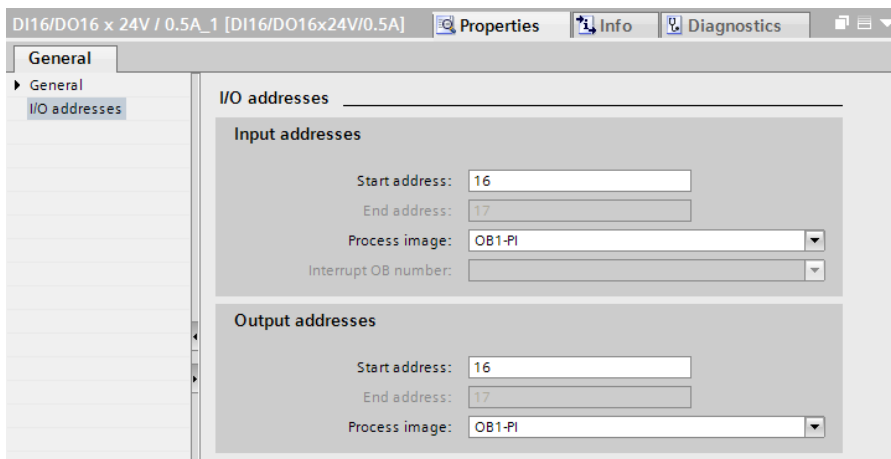 DI16/DO16 x 24V / 0.5A_1 [DI16/DO16x24V/0.5A] Properties Info Diagnostics
General
General
I/O addresses
I/O addresses
Input addresses
Start address: 16
End address: 17
Process image: OB1-PI
Interrupt OB number:
Output addresses
Start address: 16
End address: 17
Process image: OB1-PI